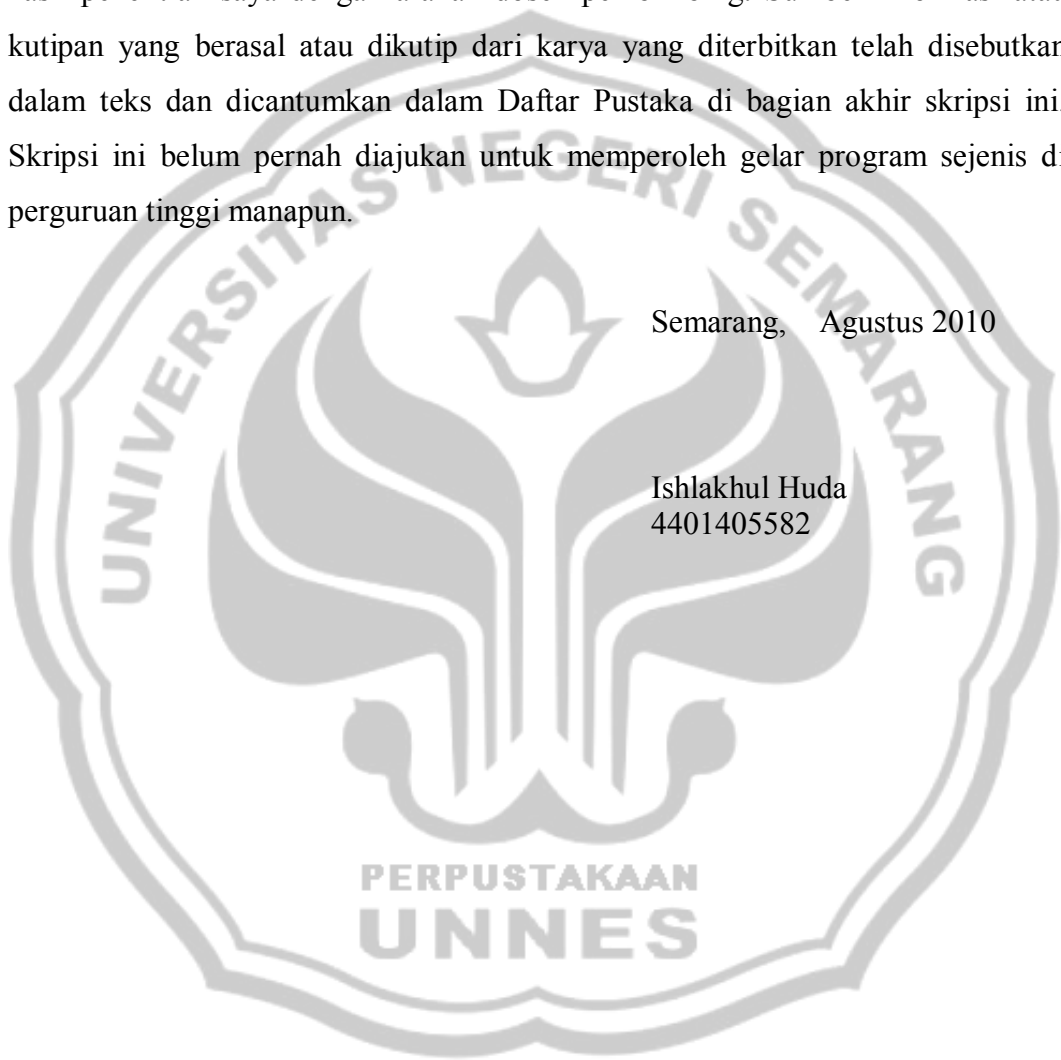 kutipan yang berasal atau dikutip dari karya yang diterbitkan telah disebutkan
dalam teks dan dicantumkan dalam Daftar Pustaka di bagian akhir skripsi ini.
Skripsi ini belum pernah diajukan untuk memperoleh gelar program sejenis di
perguruan tinggi manapun.
UNIVERSITAS NEGERI SEMARANG
Semarang, Agustus 2010
Ishlakhul Huda
4401405582
PERPUSTAKAAN
UNNES